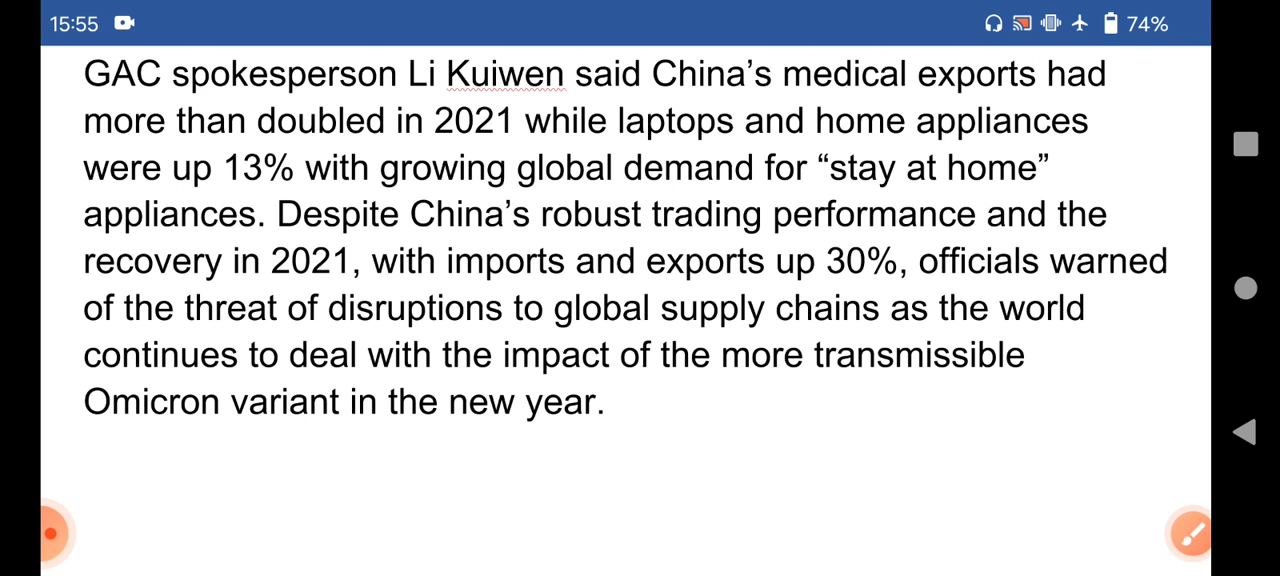 15:55
74%
GAC spokesperson Li Kuiwen said China’s medical exports had
more than doubled in 2021 while laptops and home appliances
were up 13% with growing global demand for “stay at home”
appliances. Despite China’s robust trading performance and the
recovery in 2021, with imports and exports up 30%, officials warned
of the threat of disruptions to global supply chains as the world
continues to deal with the impact of the more transmissible
Omicron variant in the new year.